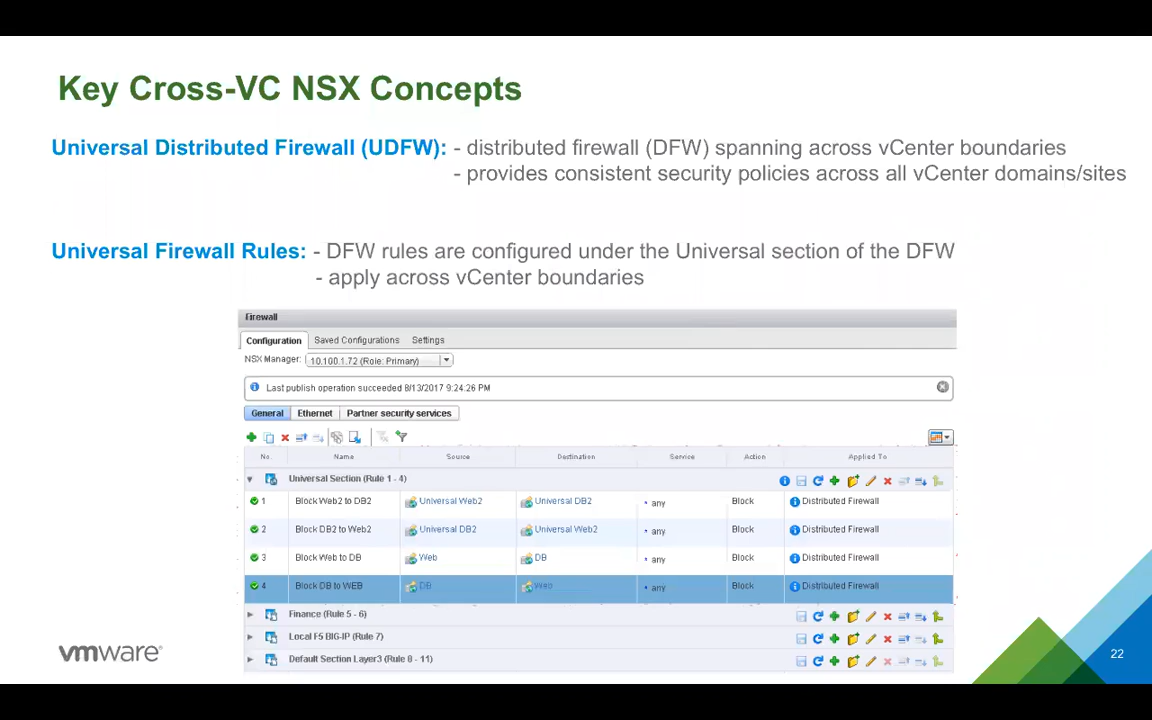 Key Cross-VC NSX Concepts
Universal Distributed Firewall (UDFW): - distributed firewall (DFW) spanning across vCenter boundaries
- provides consistent security policies across all vCenter domains/sites
Universal Firewall Rules: - DFW rules are configured under the Universal section of the DFW
- apply across vCenter boundaries
Firewall
Configuration Saved Configurations Settings
NSX Manager: 10.100.1.72 (Role: Primary)
Last publish operation succeeded 8/13/2017 9:24:26 PM
General Ethernet Partner security services
No. Name Source Destination Service Action Applied To
Universal Section (Rule 1 - 4)
1 Block Web2 to DB2 Universal Web2 Universal DB2 any Block Distributed Firewall
2 Block DB2 to Web2 Universal DB2 Universal Web2 any Block Distributed Firewall
3 Block Web to DB Web DB any Block Distributed Firewall
4 Block DB to WEB DB Web any Block Distributed Firewall
Finance (Rule 5 - 6)
Local F5 BIG-IP (Rule 7)
Default Section Layer3 (Rule 8 - 11)
vmware®
22